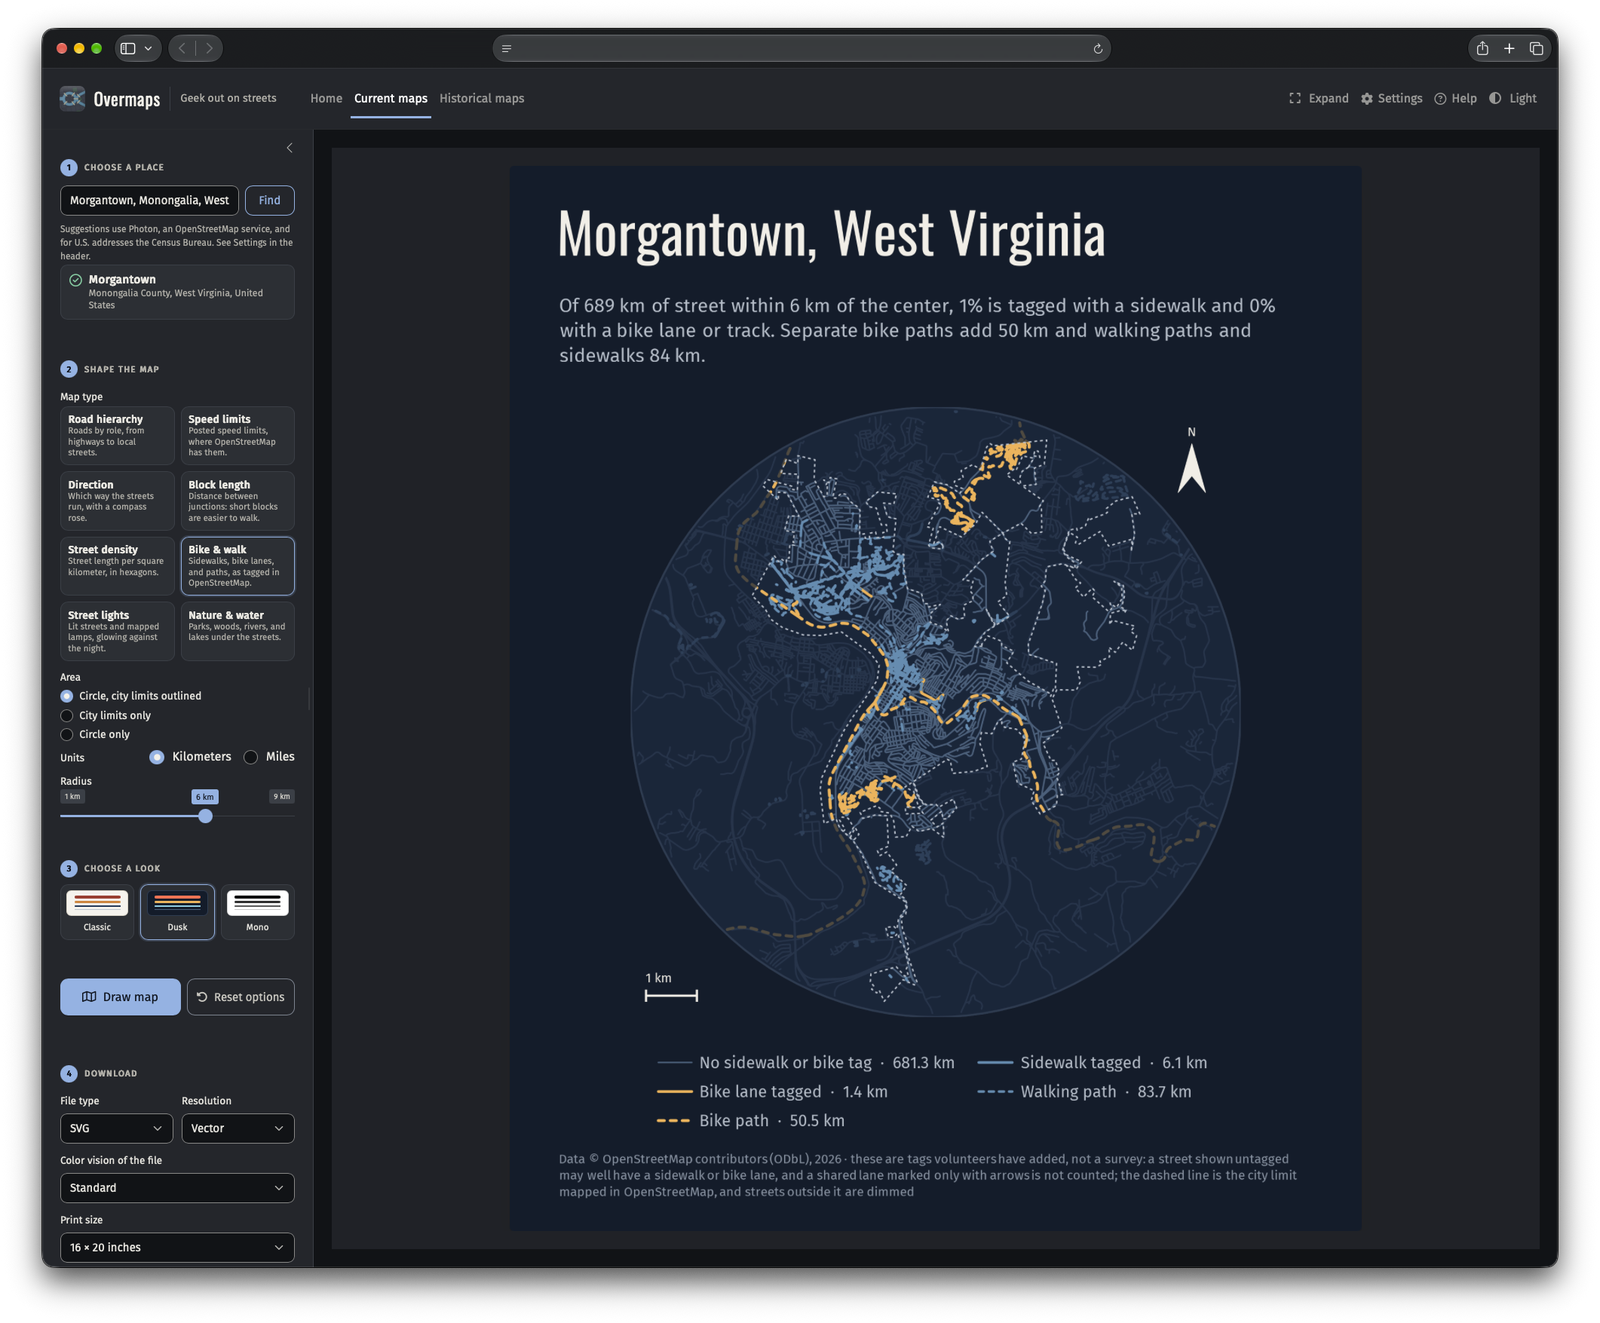 Overmaps
Geek out on streets
Home
Current maps
Historical maps
Expand
Settings
Help
Light
1 CHOOSE A PLACE
Morgantown, Monongalia, West
Find
Suggestions use Photon, an OpenStreetMap service, and
for U.S. addresses the Census Bureau. See Settings in the
header.
Morgantown
Monongalia County, West Virginia, United
States
2 SHAPE THE MAP
Map type
Road hierarchy
Roads by role, from
highways to local
streets.
Speed limits
Posted speed limits,
where OpenStreetMap
has them.
Direction
Which way the streets
run, with a compass
rose.
Block length
Distance between
junctions: short blocks
are easier to walk.
Street density
Street length per square
kilometer, in hexagons.
Bike & walk
Sidewalks, bike lanes,
and paths, as tagged in
OpenStreetMap.
Street lights
Lit streets and mapped
lamps, glowing against
the night.
Nature & water
Parks, woods, rivers, and
lakes under the streets.
Area
Circle, city limits outlined
City limits only
Circle only
Units
Kilometers
Miles
Radius
1 km
6 km
9 km
3 CHOOSE A LOOK
Classic
Dusk
Mono
Draw map
Reset options
4 DOWNLOAD
File type
Resolution
SVG
Vector
Color vision of the file
Standard
Print size
16 × 20 inches
Morgantown, West Virginia
Of 689 km of street within 6 km of the center, 1% is tagged with a sidewalk and 0%
with a bike lane or track. Separate bike paths add 50 km and walking paths and
sidewalks 84 km.
N
1 km
No sidewalk or bike tag · 681.3 km
Sidewalk tagged · 6.1 km
Bike lane tagged · 1.4 km
Walking path · 83.7 km
Bike path · 50.5 km
Data © OpenStreetMap contributors (ODbL), 2026 · these are tags volunteers have added, not a survey: a street shown untagged
may well have a sidewalk or bike lane, and a shared lane marked only with arrows is not counted; the dashed line is the city limit
mapped in OpenStreetMap, and streets outside it are dimmed